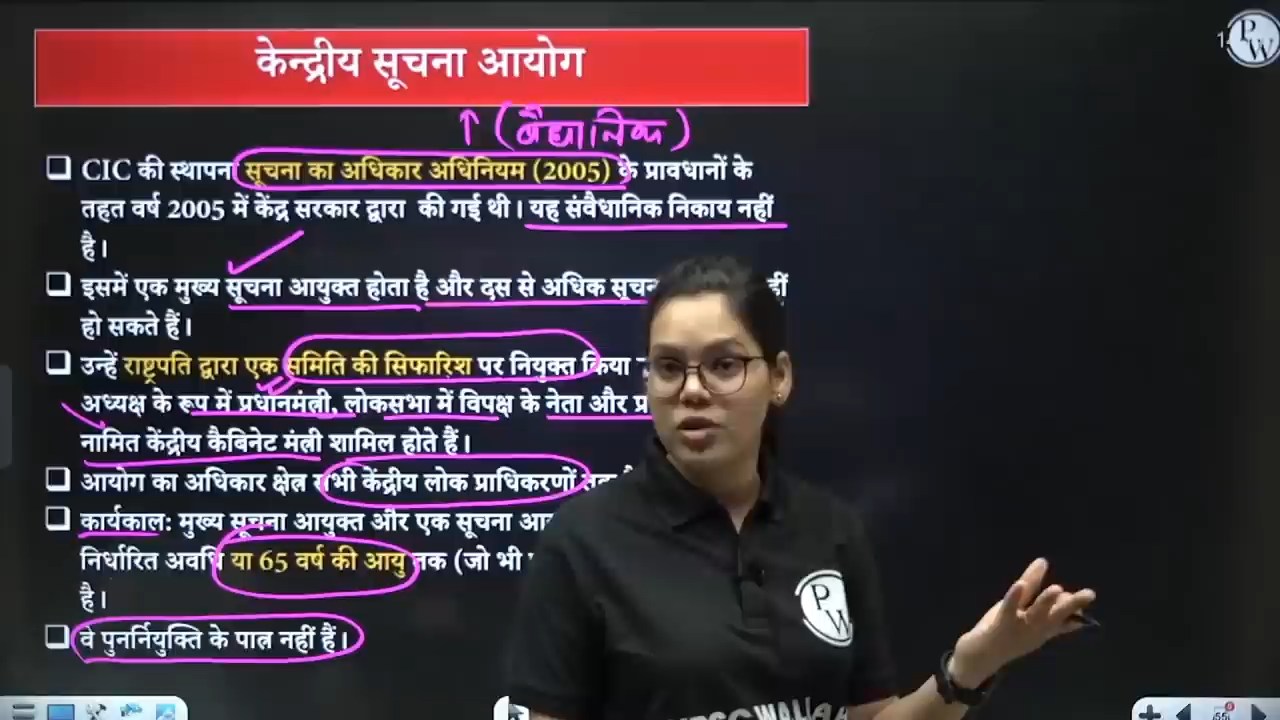 केन्द्रीय सूचना आयोग
PW
↑ (वैद्यानिक)
❑ CIC की स्थापना सूचना का अधिकार अधिनियम (2005) के प्रावधानों के
तहत वर्ष 2005 में केंद्र सरकार द्वारा की गई थी। यह संवैधानिक निकाय नहीं
है।
❑ इसमें एक मुख्य सूचना आयुक्त होता है और दस से अधिक
हो सकते हैं।
❑ उन्हें राष्ट्रपति द्वारा एक समिति की सिफारिश पर नियुक्त किया
अध्यक्ष के रूप में प्रधानमंत्री, लोकसभा में विपक्ष के नेता और
नामित केंद्रीय कैबिनेट मंत्री शामिल होते हैं।
❑ आयोग का अधिकार क्षेत्र सभी केंद्रीय लोक प्राधिकरणों
❑ कार्यकाल: मुख्य सूचना आयुक्त और एक सूचना
निर्धारित अवधि या 65 वर्ष की आयु तक (जो भी
है।
❑ वे पुनर्नियुक्ति के पात्र नहीं हैं।
PW